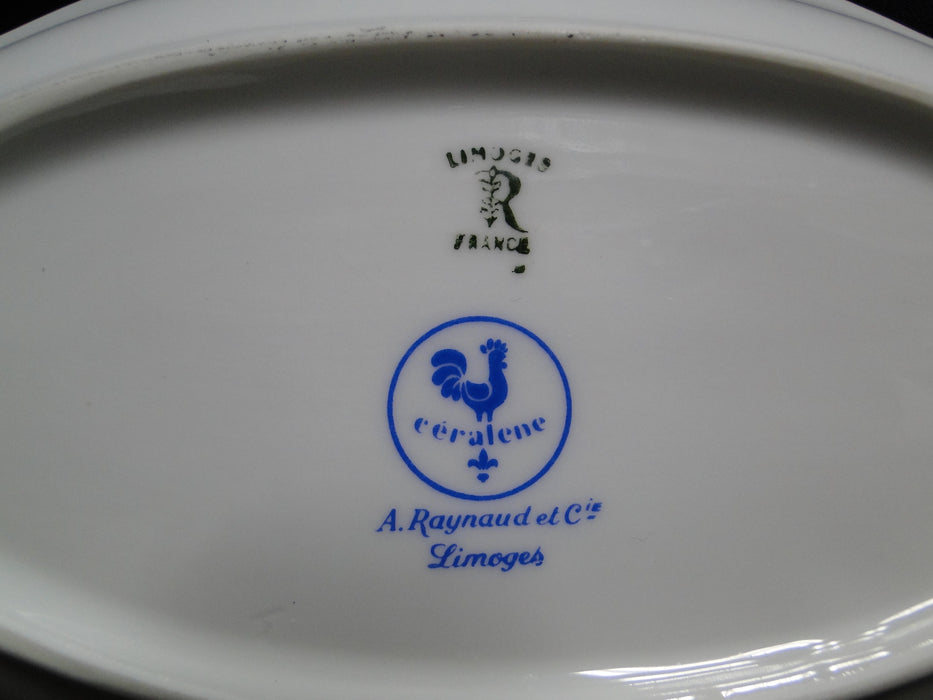 LIMOGES
R
FRANCE
céralene
A. Raynaud et Cie
Limoges